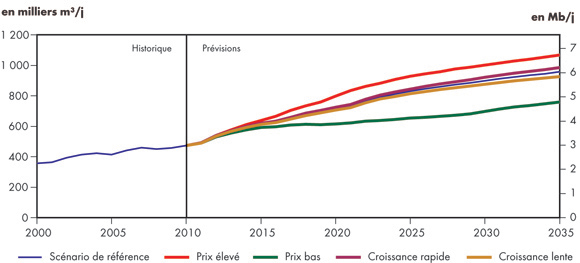 en milliers m³/j
en Mb/j
1 200
1 000
800
600
400
200
0
7
6
5
4
3
2
1
0
Historique
Prévisions
2000
2005
2010
2015
2020
2025
2030
2035
Scénario de référence
Prix élevé
Prix bas
Croissance rapide
Croissance lente